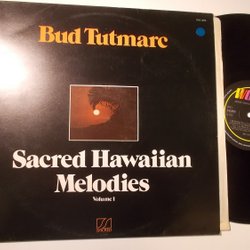 Bud Tutmarc
Sacred Hawaiian
Melodies
Volume 1